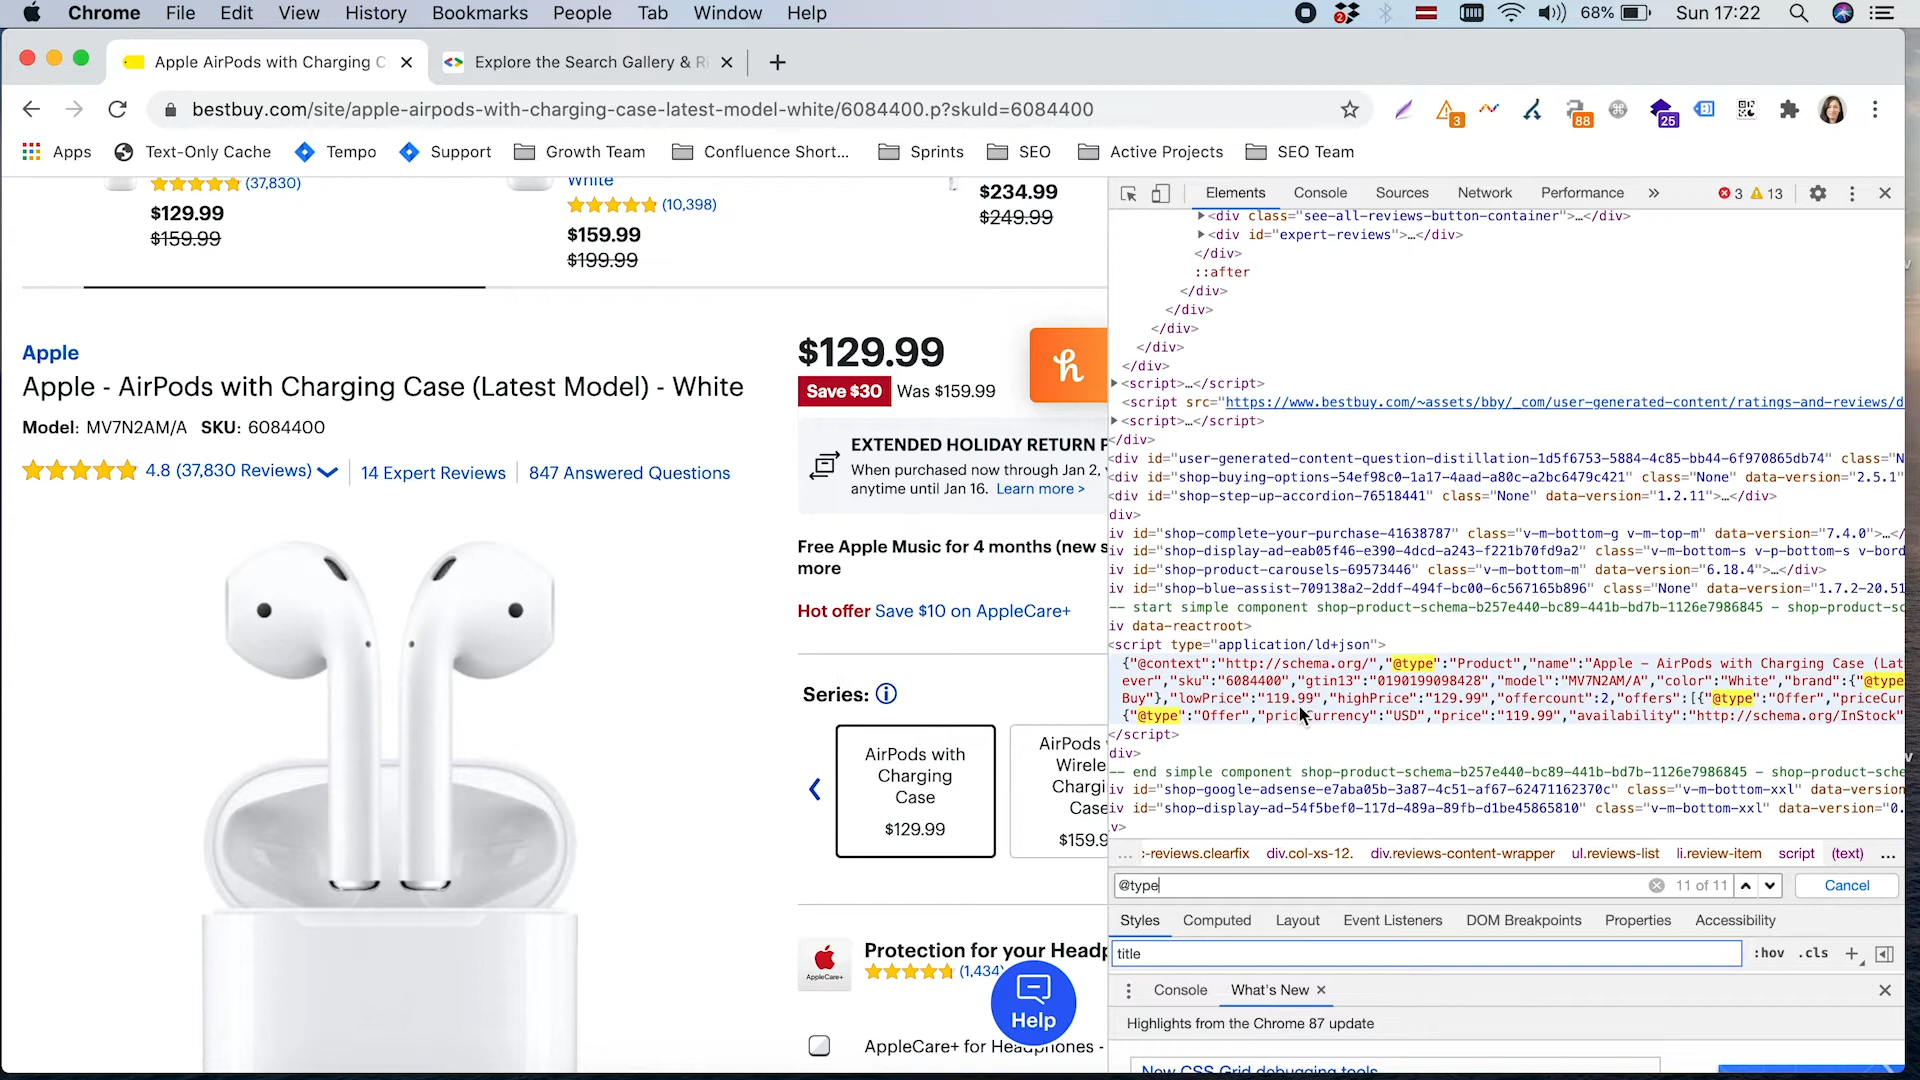 Chrome File Edit View History Bookmarks People Tab Window Help 2 68% Sun 17:22
Apple AirPods with Charging C Explore the Search Gallery & Ri
bestbuy.com/site/apple-airpods-with-charging-case-latest-model-white/6084400.p?skuId=6084400 3 88 25
Apps Text-Only Cache Tempo Support Growth Team Confluence Short... Sprints SEO Active Projects SEO Team
(37,830)
$129.99
$159.99
White
(10,398)
$159.99
$199.99
$234.99
$249.99
Apple
Apple - AirPods with Charging Case (Latest Model) - White
Model: MV7N2AM/A SKU: 6084400
4.8 (37,830 Reviews) 14 Expert Reviews 847 Answered Questions
$129.99
Save $30 Was $159.99
h
EXTENDED HOLIDAY RETURN P
When purchased now through Jan 2,
anytime until Jan 16. Learn more >
Free Apple Music for 4 months (new s
more
Hot offer Save $10 on AppleCare+
Series:
AirPods with
Charging
Case
$129.99
AirPods
Wirele
Chargi
Case
$159.9
AppleCare+
Protection for your Headp
(1,434)
AppleCare+ for Headphones -
Help
Elements Console Sources Network Performance » 3 13
<div class="see-all-reviews-button-container">…</div>
<div id="expert-reviews">…</div>
</div>
::after
</div>
</div>
</div>
</div>
</div>
<script>…</script>
<script src="https://www.bestbuy.com/~assets/bby/_com/user-generated-content/ratings-and-reviews/d
<script>…</script>
</div>
<div id="user-generated-content-question-distillation-1d5f6753-5884-4c85-bb44-6f970865db74" class="N
<div id="shop-buying-options-54ef98c0-1a17-4aad-a80c-a2bc6479c421" class="None" data-version="2.5.1"
<div id="shop-step-up-accordion-76518441" class="None" data-version="1.2.11">…</div>
div>
iv id="shop-complete-your-purchase-41638787" class="v-m-bottom-g v-m-top-m" data-version="7.4.0">…</
iv id="shop-display-ad-eab05f46-e390-4dcd-a243-f221b70fd9a2" class="v-m-bottom-s v-p-bottom-s v-bord
iv id="shop-product-carousels-69573446" class="v-m-bottom-m" data-version="6.18.4">…</div>
iv id="shop-blue-assist-709138a2-2ddf-494f-bc00-6c567165b896" class="None" data-version="1.7.2-20.51
-- start simple component shop-product-schema-b257e440-bc89-441b-bd7b-1126e7986845 - shop-product-sc
iv data-reactroot>
<script type="application/ld+json">
{"@context":"http://schema.org/","@type":"Product","name":"Apple - AirPods with Charging Case (Lat
ever","sku":"6084400","gtin13":"0190199098428","model":"MV7N2AM/A","color":"White","brand":{"@type
Buy"},"lowPrice":"119.99","highPrice":"129.99","offercount":2,"offers":[{"@type":"Offer","priceCur
{"@type":"Offer","priceCurrency":"USD","price":"119.99","availability":"http://schema.org/InStock"
</script>
div>
-- end simple component shop-product-schema-b257e440-bc89-441b-bd7b-1126e7986845 - shop-product-sche
iv id="shop-google-adsense-e7aba05b-3a87-4c51-af67-62471162370c" class="v-m-bottom-xxl" data-version
iv id="shop-display-ad-54f5bef0-117d-489a-89fb-d1be45865810" class="v-m-bottom-xxl" data-version="0.
v>
… :-reviews.clearfix div.col-xs-12. div.reviews-content-wrapper ul.reviews-list li.review-item script (text) …
@type 11 of 11 Cancel
Styles Computed Layout Event Listeners DOM Breakpoints Properties Accessibility
title :hov .cls +
Console What's New
Highlights from the Chrome 87 update
New CSS Grid debugging tools